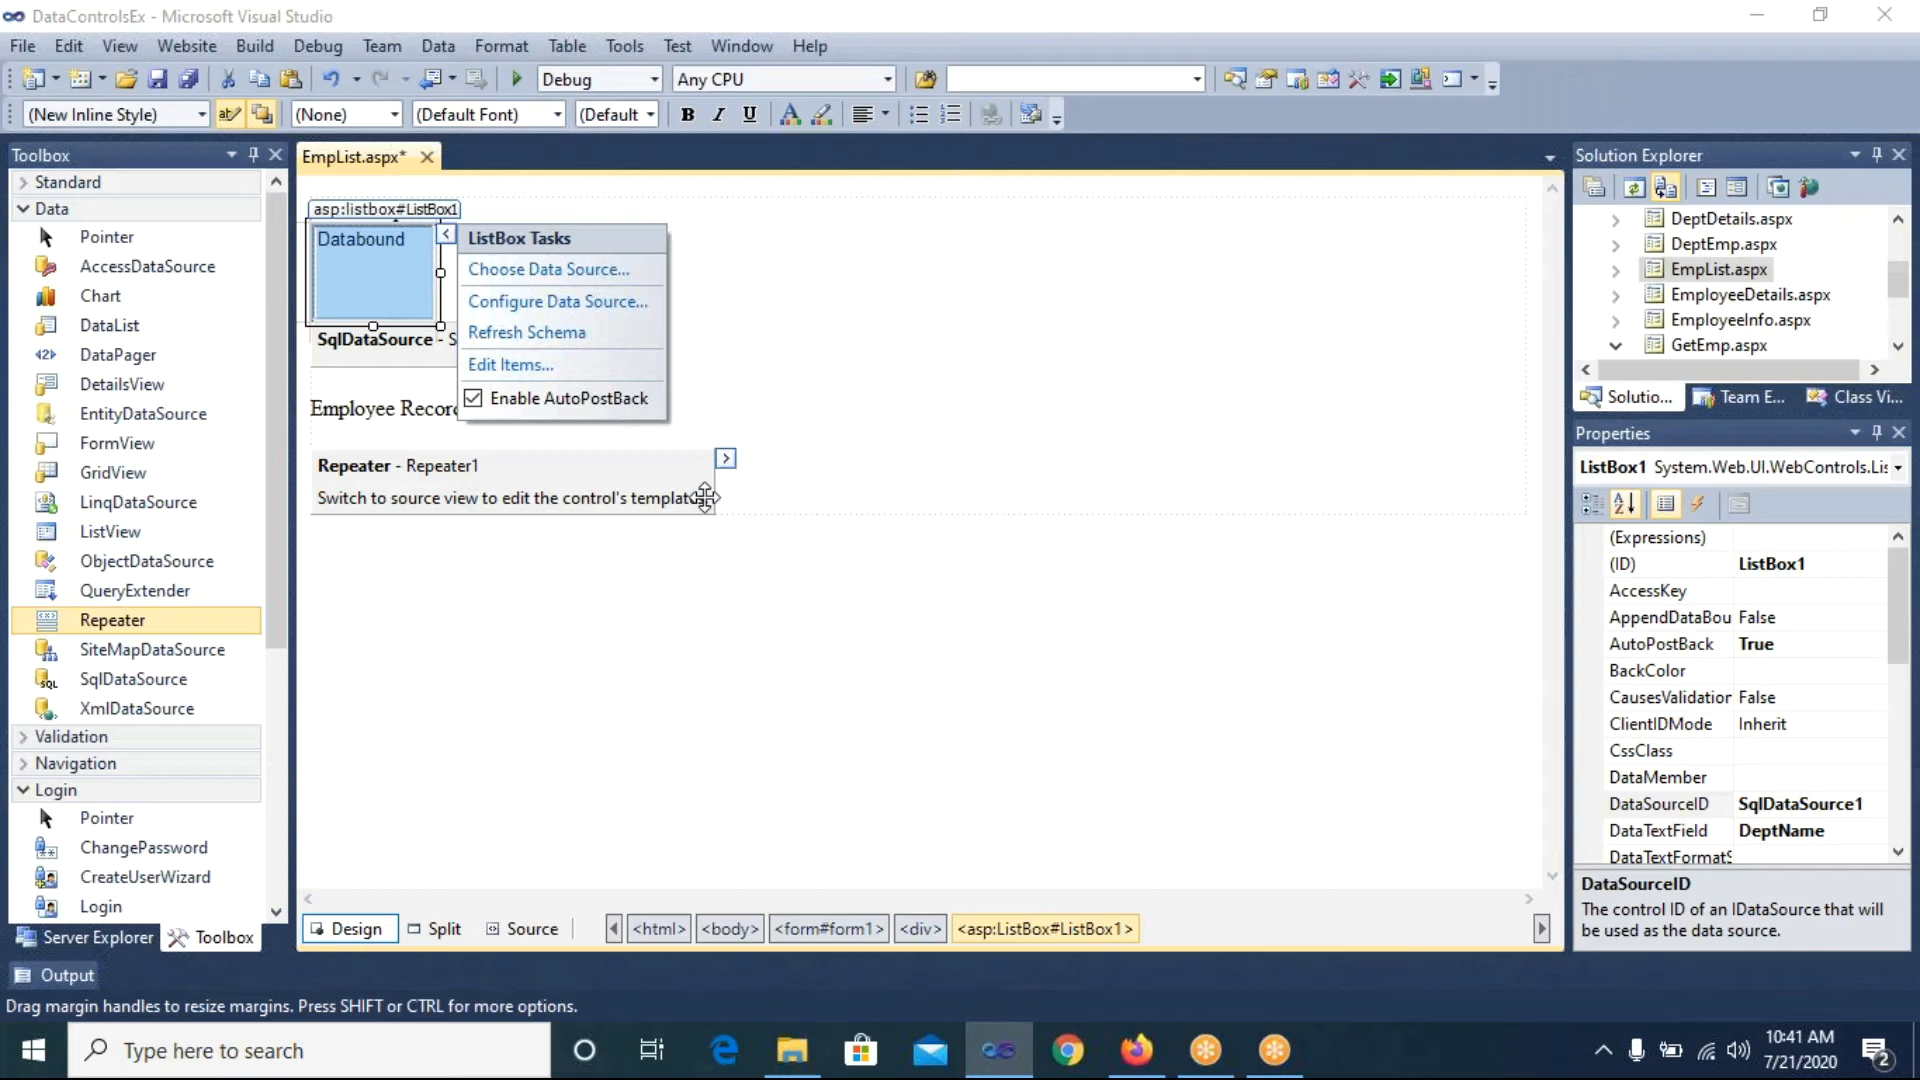 DataControlsEx - Microsoft Visual Studio
File Edit View Website Build Debug Team Data Format Table Tools Test Window Help
Debug Any CPU
(New Inline Style) (None) (Default Font) (Default B I U
Toolbox
Standard
Data
Pointer
AccessDataSource
Chart
DataList
DataPager
DetailsView
EntityDataSource
FormView
GridView
LinqDataSource
ListView
ObjectDataSource
QueryExtender
Repeater
SiteMapDataSource
SqlDataSource
XmlDataSource
Validation
Navigation
Login
Pointer
ChangePassword
CreateUserWizard
Login
Server Explorer Toolbox
EmpList.aspx*
asp:listbox#ListBox1
Databound
ListBox Tasks
Choose Data Source...
Configure Data Source...
Refresh Schema
Edit Items...
Enable AutoPostBack
SqlDataSource - S
Employee Recor
Repeater - Repeater1
Switch to source view to edit the control's templat
Design Split Source <html> <body> <form#form1> <div> <asp:ListBox#ListBox1>
Solution Explorer
DeptDetails.aspx
DeptEmp.aspx
EmpList.aspx
EmployeeDetails.aspx
EmployeeInfo.aspx
GetEmp.aspx
Solutio... Team E... Class Vi...
Properties
ListBox1 System.Web.UI.WebControls.Lis
(Expressions)
(ID) ListBox1
AccessKey
AppendDataBou False
AutoPostBack True
BackColor
CausesValidation False
ClientIDMode Inherit
CssClass
DataMember
DataSourceID SqlDataSource1
DataTextField DeptName
DataTextFormatS
DataSourceID
The control ID of an IDataSource that will
be used as the data source.
Output
Drag margin handles to resize margins. Press SHIFT or CTRL for more options.
Type here to search
10:41 AM
7/21/2020
2